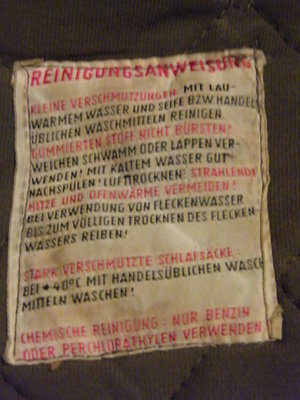 REINIGUNGSANWEISUNG
KLEINE VERSCHMUTZUNGEN MIT LAU-
WARMEM WASSER UND SEIFE BZW HANDELS
ÜBLICHEN WASCHMITTELN REINIGEN
GUMMIERTEN STOFF NICHT BÜRSTEN!
WEICHEN SCHWAMM ODER LAPPEN VER-
WENDEN! MIT KALTEM WASSER GUT
NACHSPÜLEN! LUFTTROCKNEN! STRAHLENDE
HITZE UND OFENWÄRME VERMEIDEN!
BEI VERWENDUNG VON FLECKENWASSER
BIS ZUM VÖLLIGEN TROCKNEN DES FLECKEN-
WASSERS REIBEN!
STARK VERSCHMUTZTE SCHLAFSÄCKE:
BEI +40°C MIT HANDELSÜBLICHEN WASCH
MITTELN WASCHEN!
CHEMISCHE REINIGUNG: NUR BENZIN
ODER PERCHLORÄTHYLEN VERWENDEN